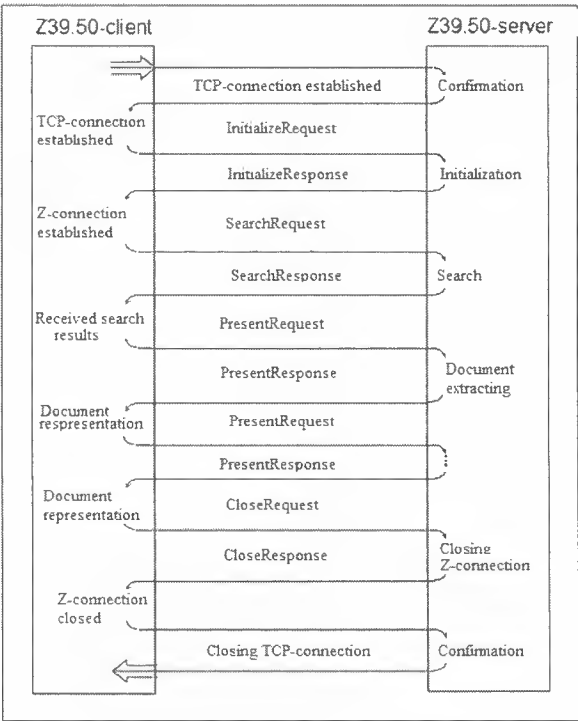 Z39.50-client
Z39.50-server
TCP-connection established
Confirmation
TCP-connection
established
InitializeRequest
InitializeResponse
Initialization
Z-connection
established
SearchRequest
SearchResponse
Search
Received search
results
PresentRequest
PresentResponse
Document
extracting
Document
respresentation
PresentRequest
PresentResponse
Document
representation
CloseRequest
CloseResponse
Closing
Z-connection
Z-connection
closed
Closing TCP-connection
Confirmation